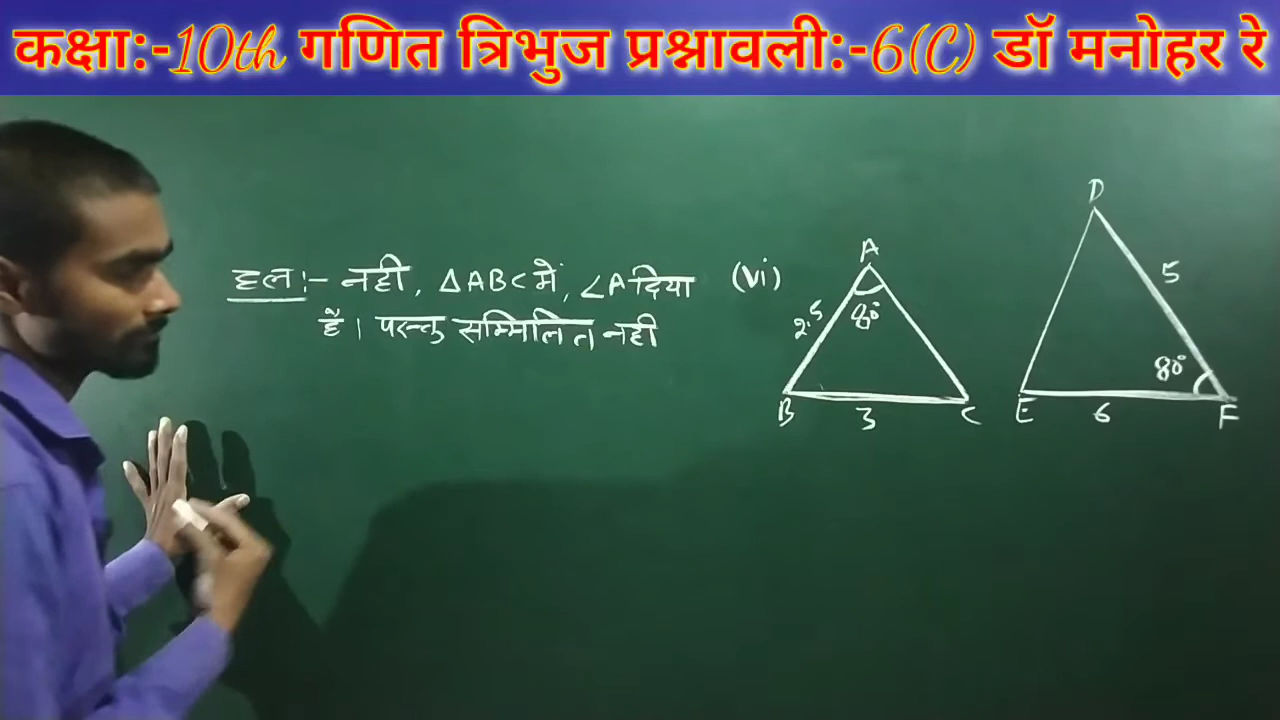 कक्षा:-10th गणित त्रिभुज प्रश्नावली:-6(C) डॉ मनोहर रे
हल:- नही, ΔABC में, ∠A दिया
है। परन्तु सम्मिलित नही
(vi)
A
80°
2.5
B
3
C
D
5
80°
E
6
F